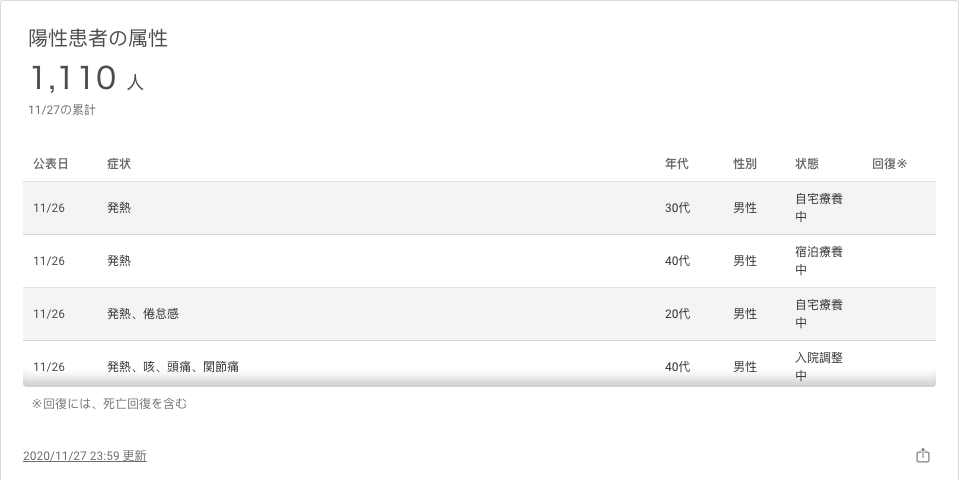 陽性患者の属性
1,110 人
11/27の累計
公表日 症状 年代 性別 状態 回復※
11/26 発熱 30代 男性 自宅療養中
11/26 発熱 40代 男性 宿泊療養中
11/26 発熱、倦怠感 20代 男性 自宅療養中
11/26 発熱、咳、頭痛、関節痛 40代 男性 入院調整中
※回復には、死亡回復を含む
2020/11/27 23:59 更新